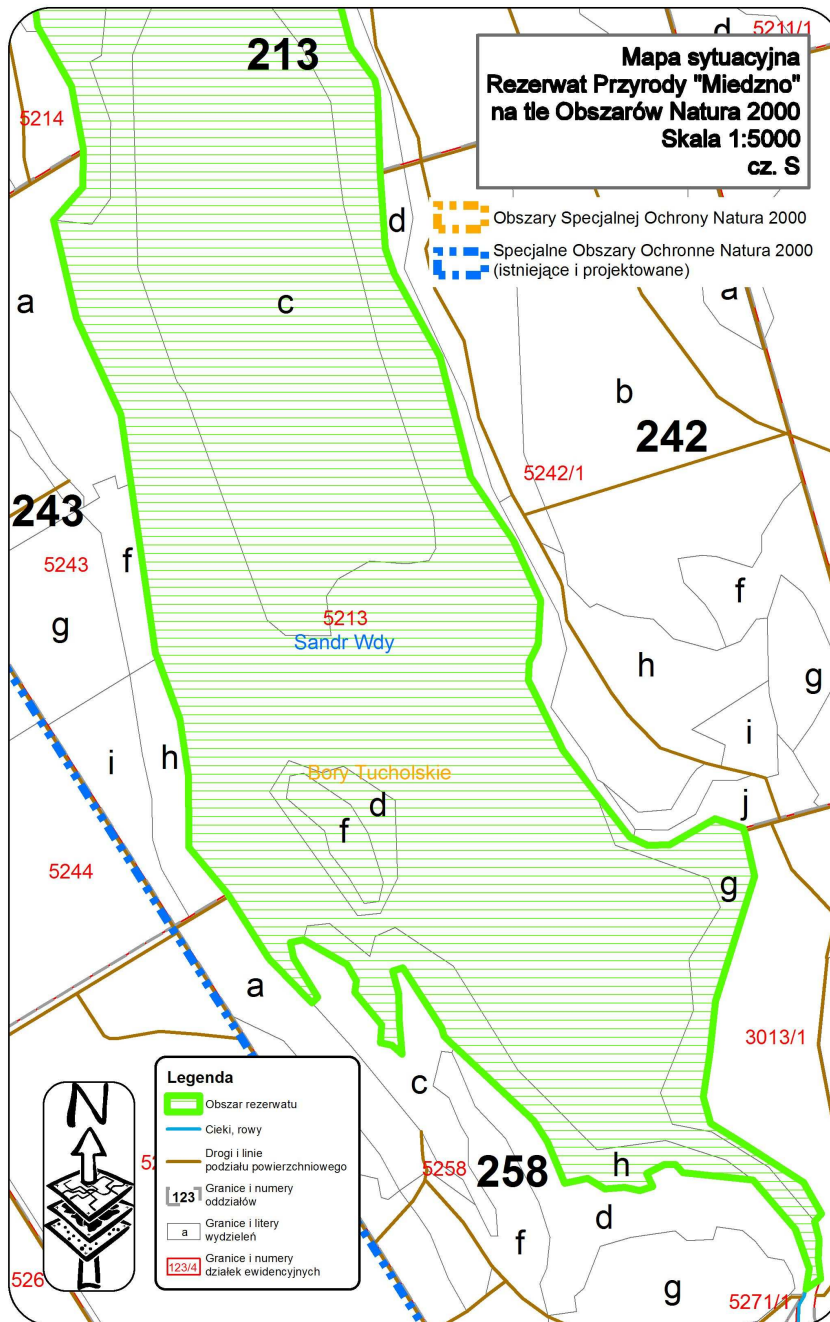 213
d
5211/1
Mapa sytuacyjna
Rezerwat Przyrody "Miedzno"
na tle Obszarów Natura 2000
Skala 1:5000
cz. S
5214
d
Obszary Specjalnej Ochrony Natura 2000
Specjalne Obszary Ochronne Natura 2000
(istniejące i projektowane)
a
c
a
b
242
5242/1
243
5243
f
f
g
5213
Sandr Wdy
h
g
i
h
i
Bory Tucholskie
d
f
j
5244
g
a
3013/1
c
N
Legenda
Obszar rezerwatu
Cieki, rowy
Drogi i linie
podziału powierzchniowego
123
Granice i numery
oddziałów
a
Granice i litery
wydzieleń
123/4
Granice i numery
działek ewidencyjnych
5258
258
h
d
f
g
526
5271/1